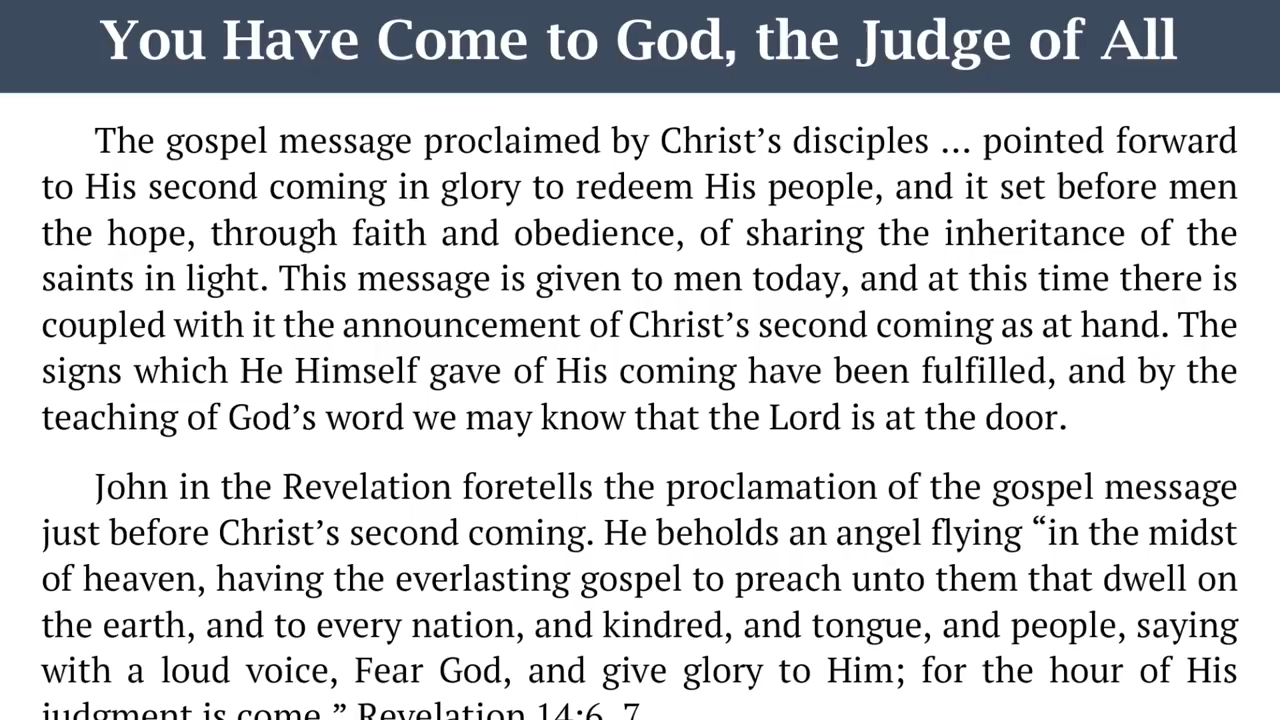 You Have Come to God, the Judge of All
The gospel message proclaimed by Christ’s disciples ... pointed forward
to His second coming in glory to redeem His people, and it set before men
the hope, through faith and obedience, of sharing the inheritance of the
saints in light. This message is given to men today, and at this time there is
coupled with it the announcement of Christ’s second coming as at hand. The
signs which He Himself gave of His coming have been fulfilled, and by the
teaching of God’s word we may know that the Lord is at the door.
John in the Revelation foretells the proclamation of the gospel message
just before Christ’s second coming. He beholds an angel flying “in the midst
of heaven, having the everlasting gospel to preach unto them that dwell on
the earth, and to every nation, and kindred, and tongue, and people, saying
with a loud voice, Fear God, and give glory to Him; for the hour of His
judgment is come.” Revelation 14:6, 7